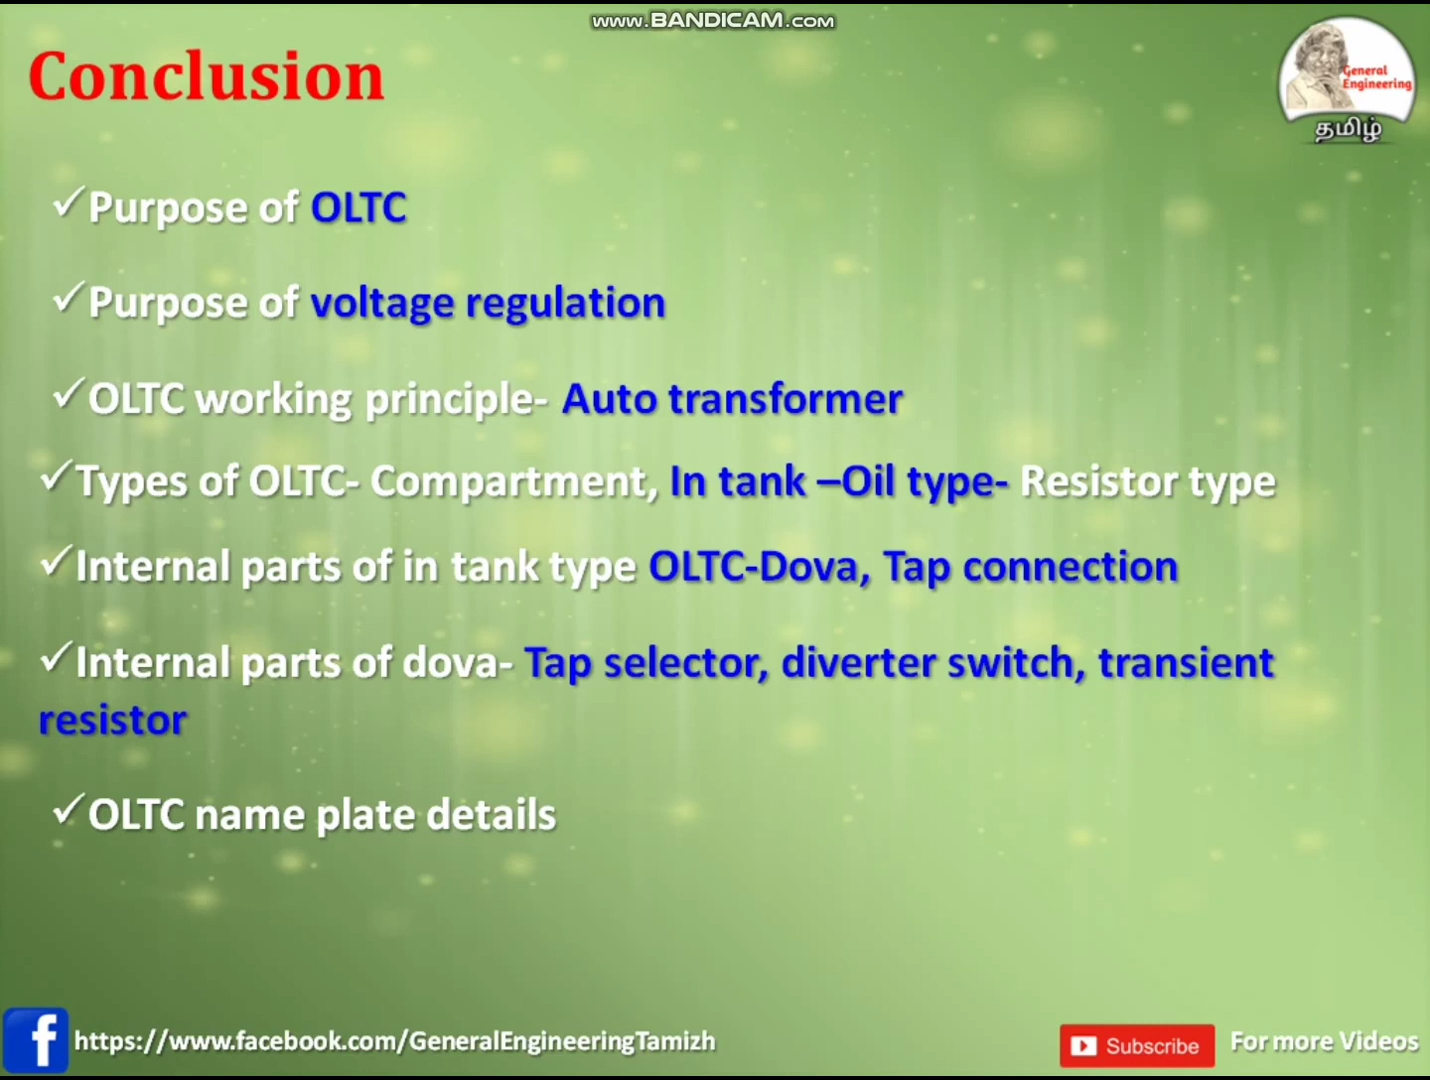 www.BANDICAM.com
Conclusion
General
Engineering
தமிழ்
✓Purpose of OLTC
✓Purpose of voltage regulation
✓OLTC working principle- Auto transformer
✓Types of OLTC- Compartment, In tank –Oil type- Resistor type
✓Internal parts of in tank type OLTC-Dova, Tap connection
✓Internal parts of dova- Tap selector, diverter switch, transient
resistor
✓OLTC name plate details
f https://www.facebook.com/GeneralEngineeringTamizh
Subscribe For more Videos